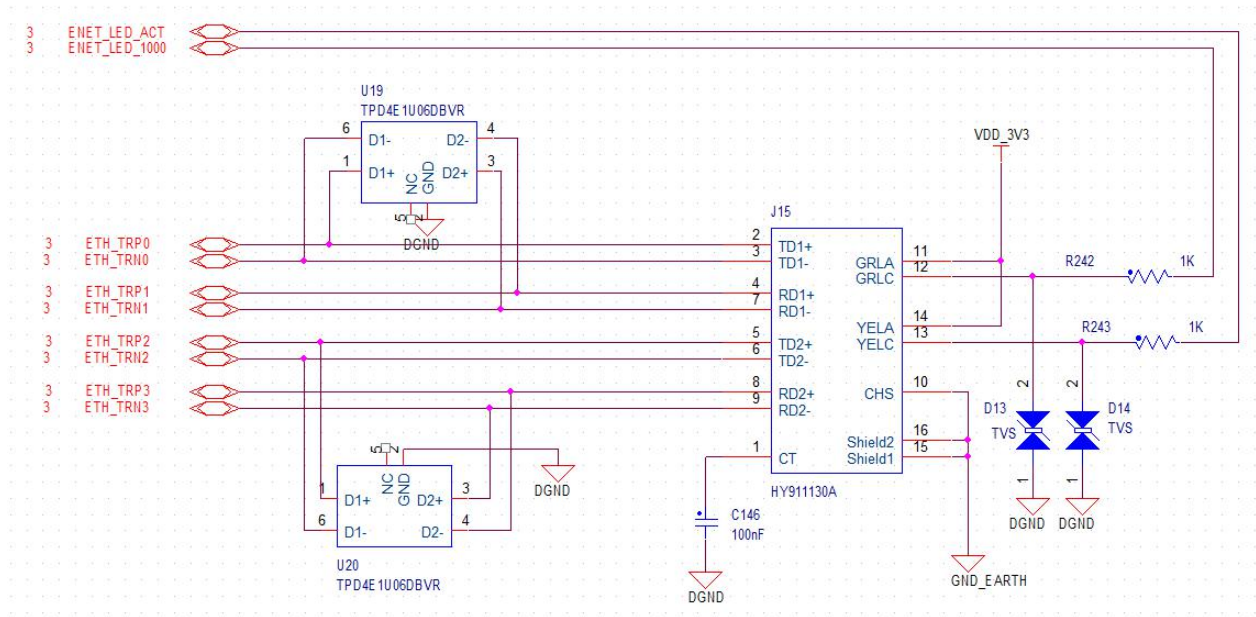 3 ENET_LED_ACT
3 ENET_LED_1000
U19
TPD4E1U06DBVR
6 D1- D2- 4
1 D1+ D2+ 3
NC GND
5 2
DGND
VDD_3V3
J15
3 ETH_TRP0 2 TD1+
3 ETH_TRN0 3 TD1-
GRLA 11
GRLC 12 R242 1K
3 ETH_TRP1 4 RD1+
3 ETH_TRN1 7 RD1-
YELA 14
YELC 13 R243 1K
3 ETH_TRP2 5 TD2+
3 ETH_TRN2 6 TD2-
3 ETH_TRP3 8 RD2+
3 ETH_TRN3 9 RD2-
CHS 10
Shield2 16
Shield1 15
1 CT
HY911130A
2 2
D13 D14
TVS TVS
1 1
DGND DGND
5 2
NC GND
1 D1+ D2+ 3
6 D1- D2- 4
DGND
U20
TPD4E1U06DBVR
C146
100nF
DGND
GND_EARTH